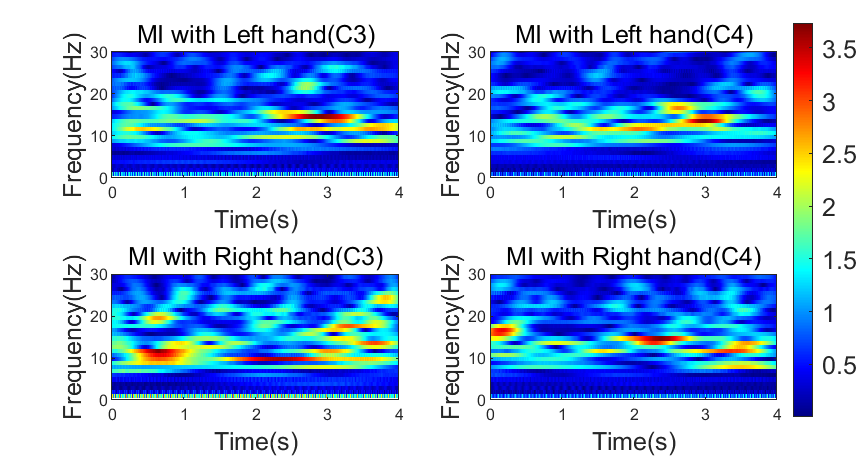 MI with Left hand(C3)
Frequency(Hz)
30
20
10
0
0 1 2 3 4
Time(s)
MI with Left hand(C4)
Frequency(Hz)
30
20
10
0
0 1 2 3 4
Time(s)
3.5
3
2.5
2
1.5
1
0.5
MI with Right hand(C3)
Frequency(Hz)
30
20
10
0
0 1 2 3 4
Time(s)
MI with Right hand(C4)
Frequency(Hz)
30
20
10
0
0 1 2 3 4
Time(s)